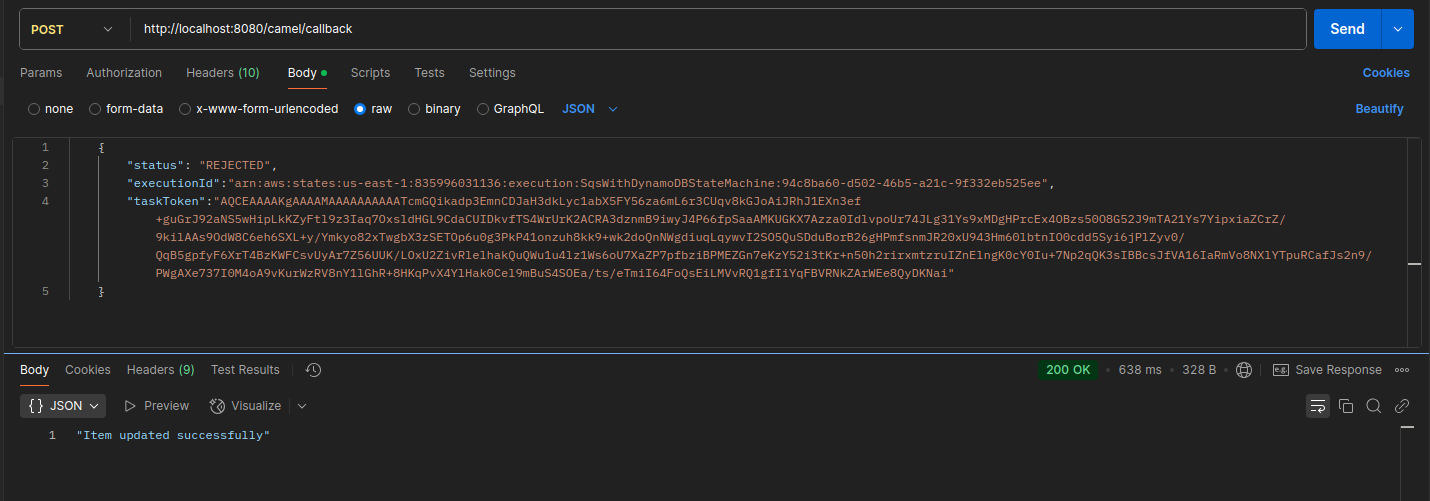 POST
http://localhost:8080/camel/callback
Send
Params Authorization Headers (10) Body Scripts Tests Settings Cookies
none form-data x-www-form-urlencoded raw binary GraphQL JSON Beautify
1 {
2 "status": "REJECTED",
3 "executionId":"arn:aws:states:us-east-1:835996031136:execution:SqsWithDynamoDBStateMachine:94c8ba60-d502-46b5-a21c-9f332eb525ee",
4 "taskToken":"AQCEAAAAKgAAAAMAAAAAAAAAATcmGQikadp3EmnCDJaH3dkLyc1abX5FY56za6mL6r3CUqv8kGJoAiJRhJ1EXn3ef
+guGrJ92aNS5wHipLkKZyFtl9z3Iaq7OxsldHGL9CdaCUIDkvfTS4WrUrK2ACRA3dznmB9iwyJ4P66fpSaaAMKUGKX7Azza0IdlvpoUr74JLg31Ys9xMDgHPrcEx4OBzs50O8G52J9mTA21Ys7YipxiaZCrZ/
9kilAAs9OdW8C6eh6SXL+y/Ymkyo82xTwgbX3zSETOp6u0g3PkP41onzuh8kk9+wk2doQnNWgdiuqLqywvI2SO5QuSDduBorB26gHPmfsnmJR20xU943Hm60lbtnIO0cdd5Syi6jPlZyv0/
QqB5gpfyF6XrT4BzKWFCsvUyAr7Z56UUK/LOxU2ZivRlelhakQuQWu1u4lz1Ws6oU7XaZP7pfbziBPMEZGn7eKzY52i3tKr+n50h2rirxmtzruIZnElngK0cY0Iu+7Np2qQK3sIBBcsJfVA16IaRmVo8NXlYTpuRCafJs2n9/
PWgAXe737I0M4oA9vKurWzRV8nY1lGhR+8HKqPvX4YlHak0Cel9mBuS4SOEa/ts/eTmiI64FoQsEiLMVvRQ1gfIiYqFBVRNkZArWEe8QyDKNai"
5 }
Body Cookies Headers (9) Test Results 200 OK • 638 ms • 328 B • e.g. Save Response
{} JSON Preview Visualize
1 "Item updated successfully"